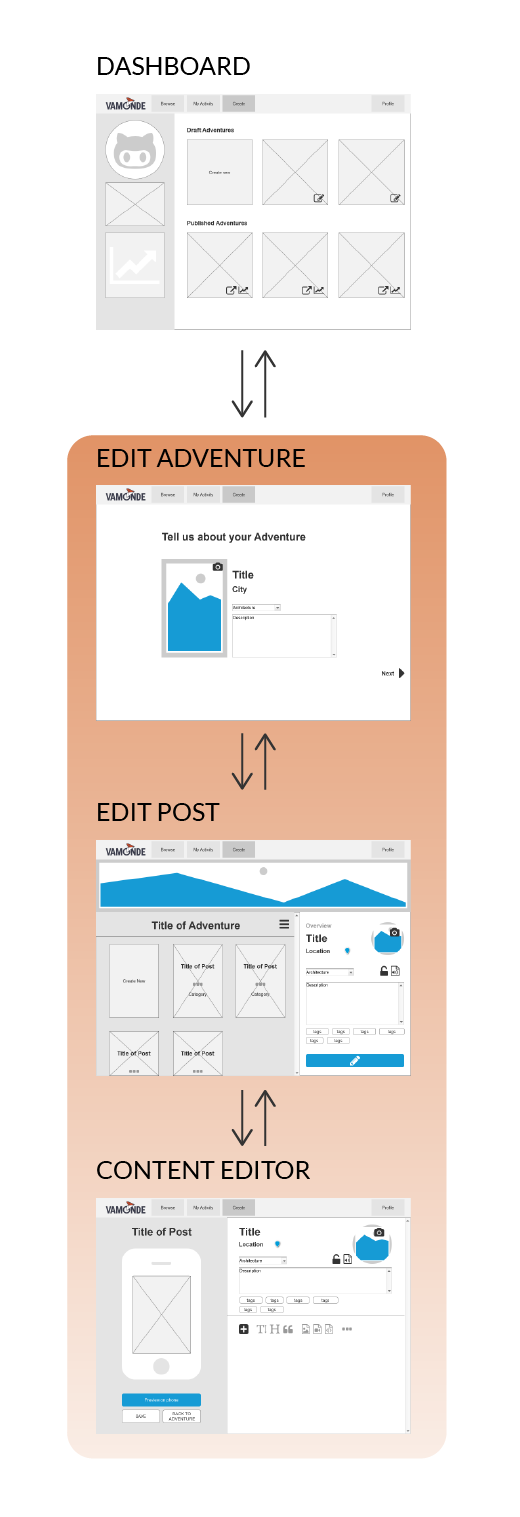 DASHBOARD
VAMONDE Browse My Activity Create Profile
Draft Adventures
Create new
Published Adventures
EDIT ADVENTURE
VAMONDE Browse My Activity Create Profile
Tell us about your Adventure
Title
City
Architecture
Description
Next
EDIT POST
VAMONDE Browse My Activity Create Profile
Title of Adventure
Create New
Title of Post
Category
Title of Post
Category
Title of Post
Title of Post
Overview
Title
Location
Architecture
Description
tags tags tags tags
tags tags
CONTENT EDITOR
VAMONDE Browse My Activity Create Profile
Title of Post
Preview on phone
SAVE
BACK TO
ADVENTURE
Title
Location
Architecture
Description
tags tags tags tags
tags tags